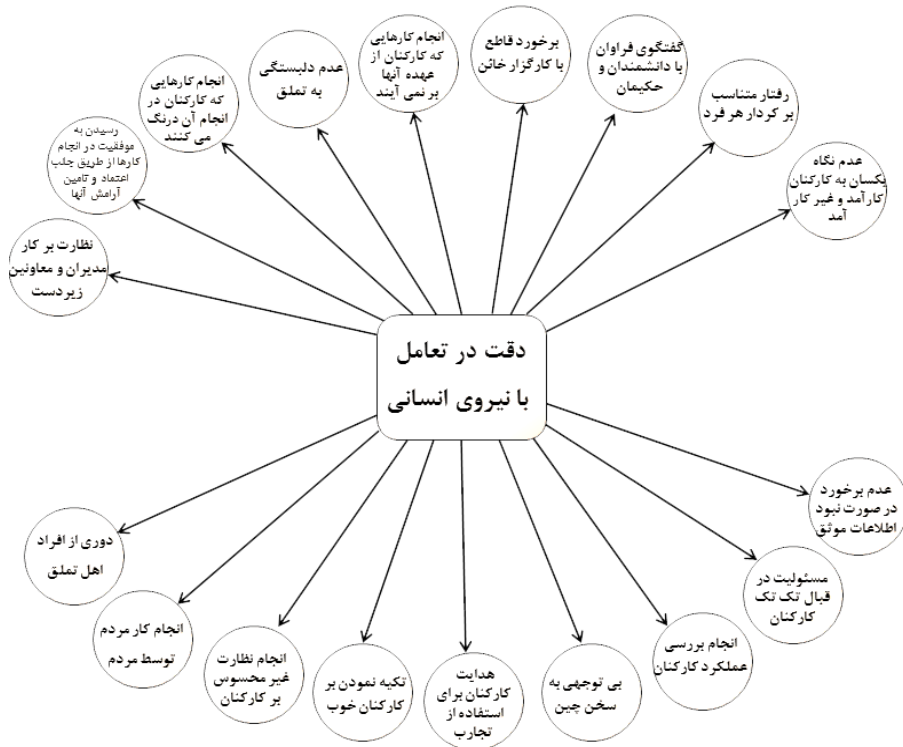 انجام کارهایی
که کارکنان از
عهده آنها
بر نمی آیند
برخورد قاطع
با کارگزار خائن
گفتگوی فراوان
با دانشمندان و
حکیمان
رفتار متناسب
بر کردار هر فرد
عدم نگاه
یکسان به کارکنان
کارآمد و غیر کار
آمد
عدم دلبستگی
به تملق
انجام کارهایی
که کارکنان در
انجام آن درنگ
می کنند
رسیدن به
موفقیت در انجام
کارها از طریق جلب
اعتماد و تامین
آرامش آنها
نظارت بر کار
مدیران و معاونین
زیردست
دقت در تعامل
با نیروی انسانی
عدم برخورد
در صورت نبود
اطلاعات موثق
مسئولیت در
قبال تک تک
کارکنان
انجام بررسی
عملکرد کارکنان
بی توجهی به
سخن چین
هدایت
کارکنان برای
استفاده از
تجارب
تکیه نمودن بر
کارکنان خوب
انجام نظارت
غیر محسوس
بر کارکنان
انجام کار مردم
توسط مردم
دوری از افراد
اهل تملق